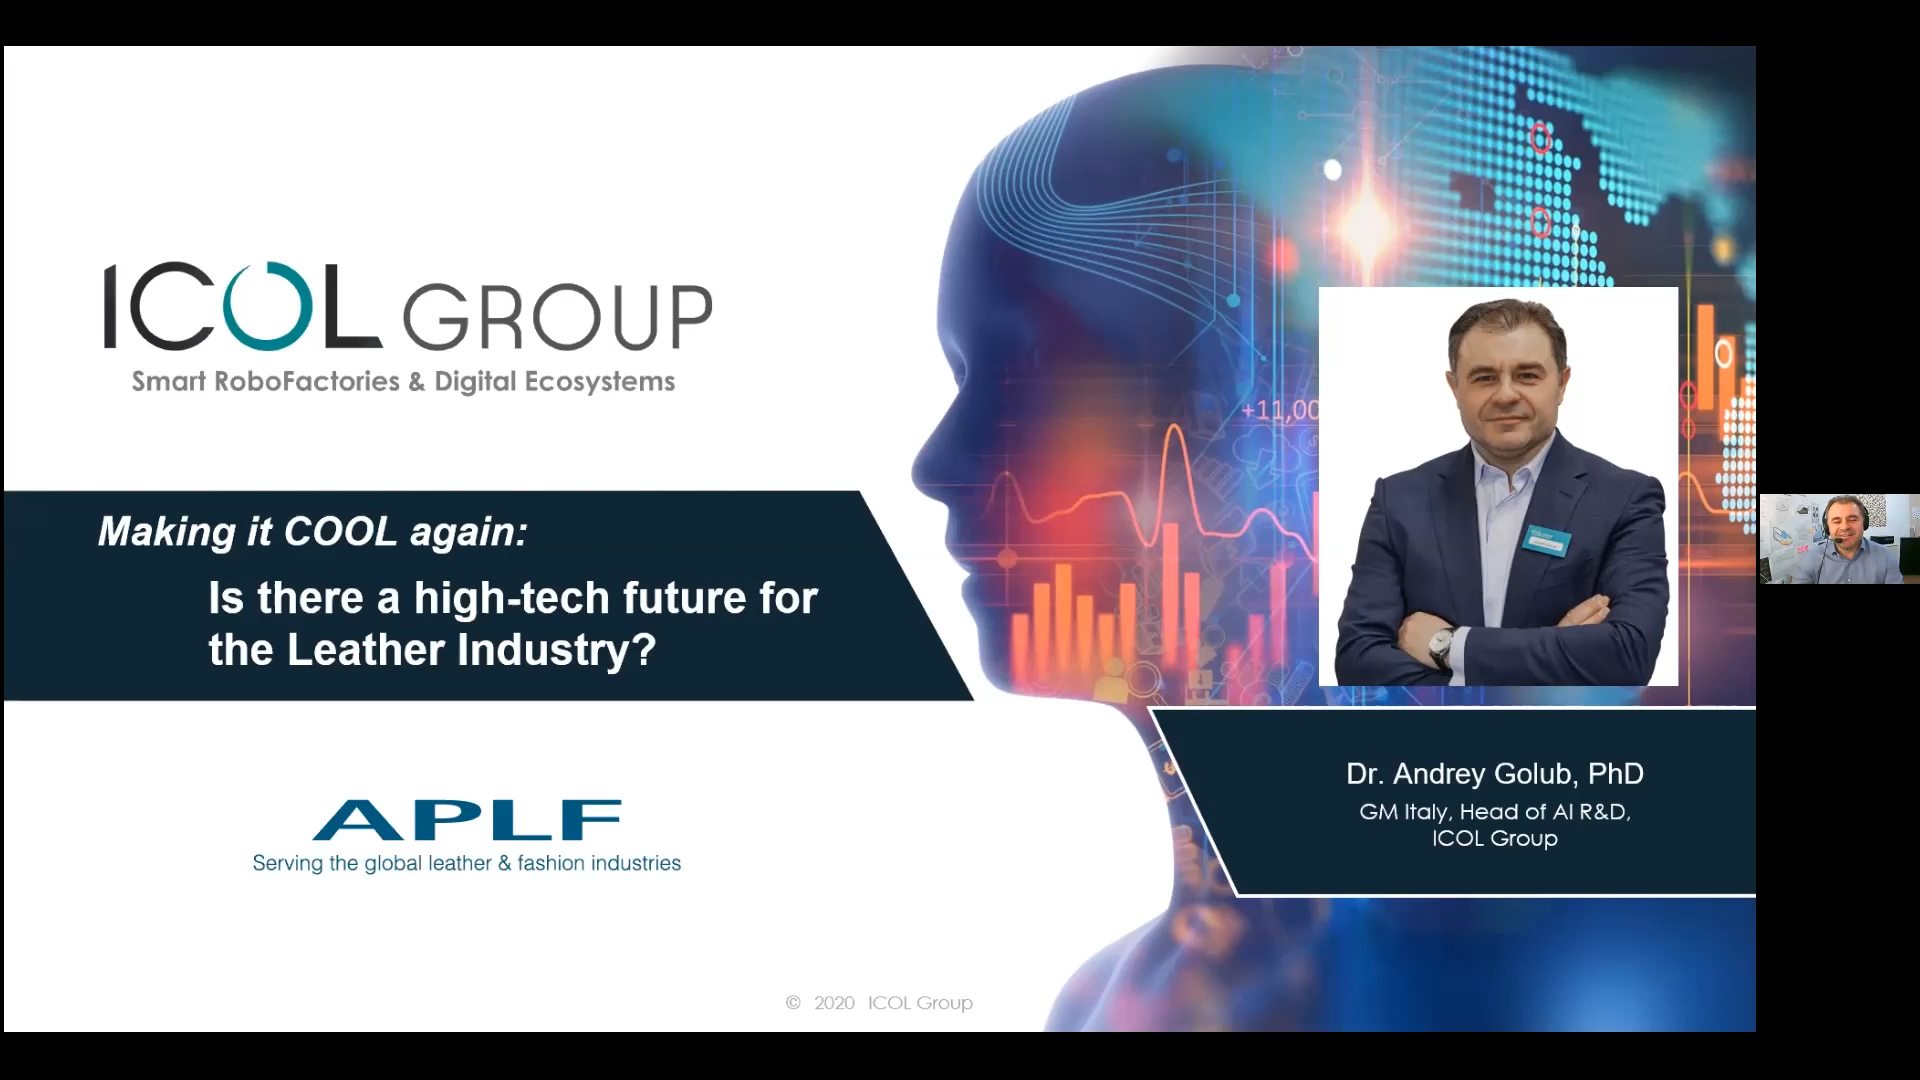 ICOL GROUP
Smart RoboFactories & Digital Ecosystems
Making it COOL again:
Is there a high-tech future for
the Leather Industry?
+11,00
APLF
Serving the global leather & fashion industries
Dr. Andrey Golub, PhD
GM Italy, Head of AI R&D,
ICOL Group
© 2020 ICOL Group